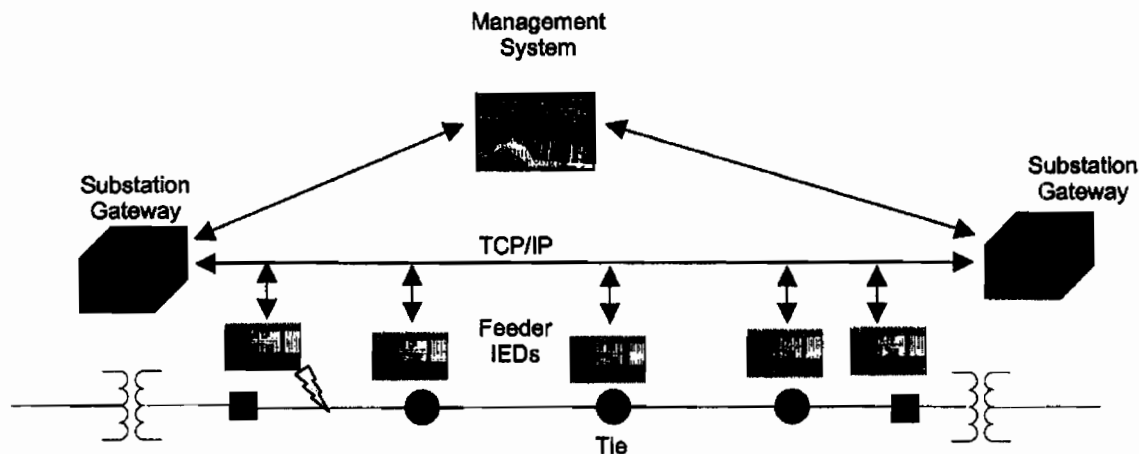 Management
System
Substation
Gateway
Substation
Gateway
TCP/IP
Feeder
IEDs
Tie